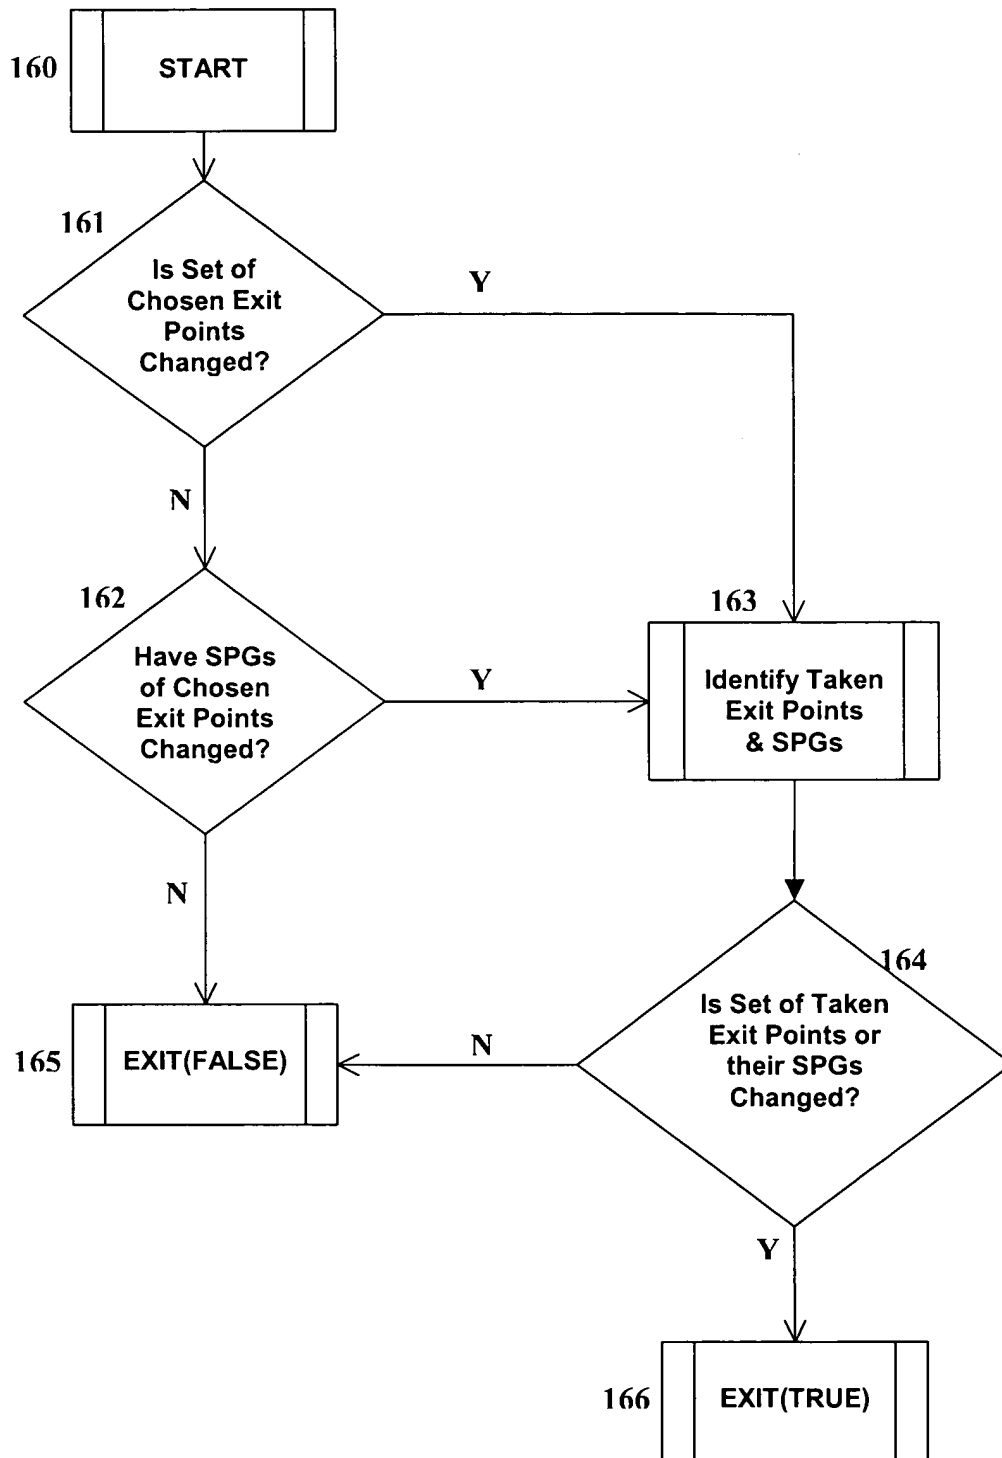 160
START
161
Is Set of
Chosen Exit
Points
Changed?
Y
N
162
Have SPGs
of Chosen
Exit Points
Changed?
Y
163
Identify Taken
Exit Points
& SPGs
N
164
Is Set of Taken
Exit Points or
their SPGs
Changed?
N
165
EXIT(FALSE)
Y
166
EXIT(TRUE)